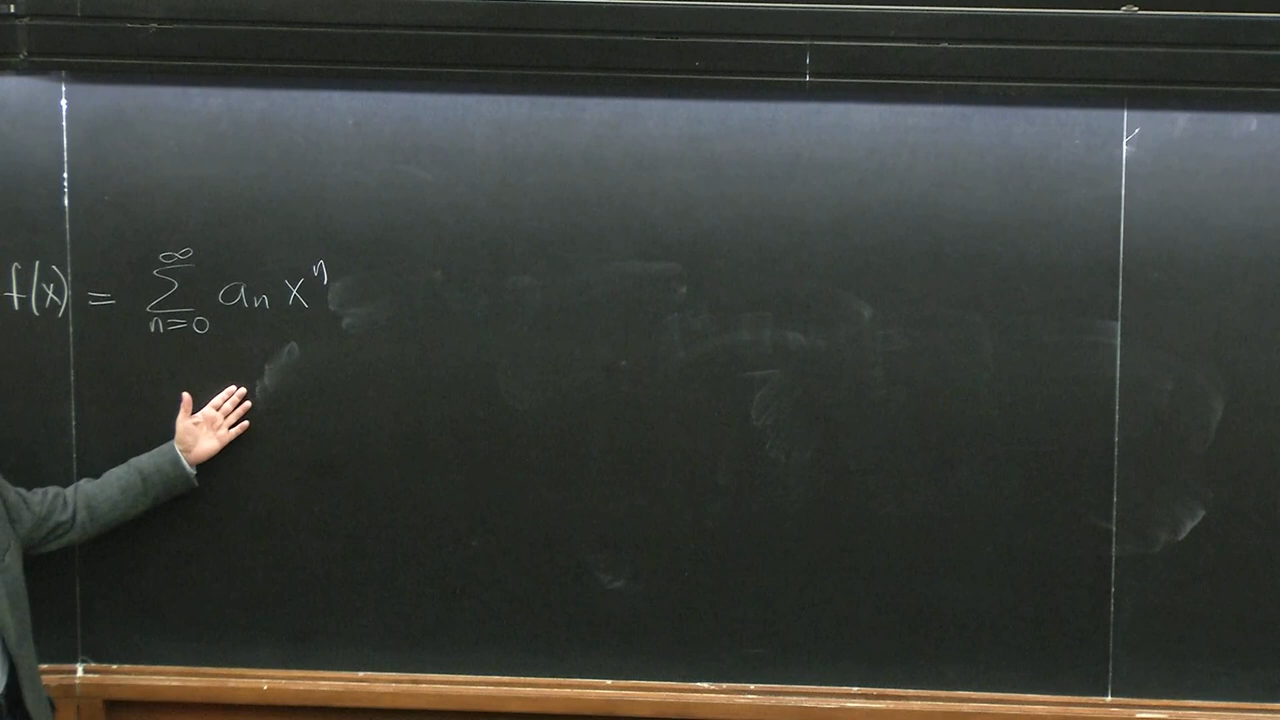 f(x) = ∑_{n=0}^{∞} a_n x^n